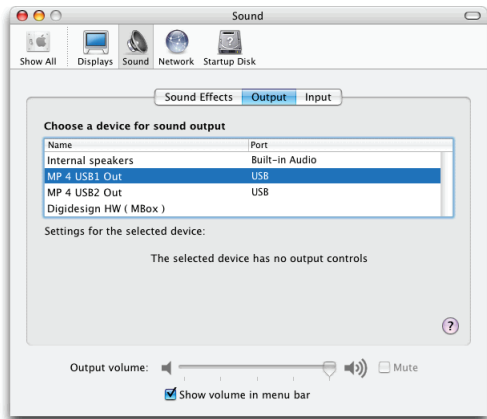 Sound
Show All Displays Sound Network Startup Disk
Sound Effects Output Input
Choose a device for sound output
Name Port
Internal speakers Built-in Audio
MP 4 USB1 Out USB
MP 4 USB2 Out USB
Digidesign HW ( MBox )
Settings for the selected device:
The selected device has no output controls
?
Output volume: Mute
Show volume in menu bar